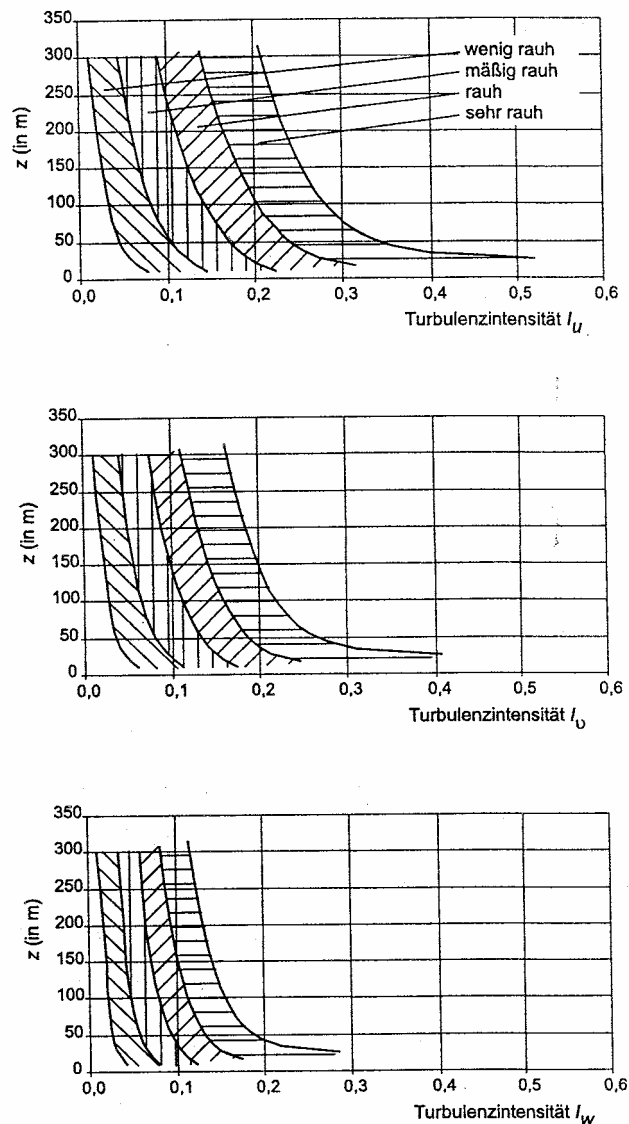 350
wenig rauh
300
mäßig rauh
250
rauh
200
sehr rauh
150
100
50
0
z (in m)
0,0 0,1 0,2 0,3 0,4 0,5 0,6
Turbulenzintensität I_u
350
300
250
200
150
100
50
0
z (in m)
0,0 0,1 0,2 0,3 0,4 0,5 0,6
Turbulenzintensität I_υ
350
300
250
200
150
100
50
0
z (in m)
0,0 0,1 0,2 0,3 0,4 0,5 0,6
Turbulenzintensität I_w